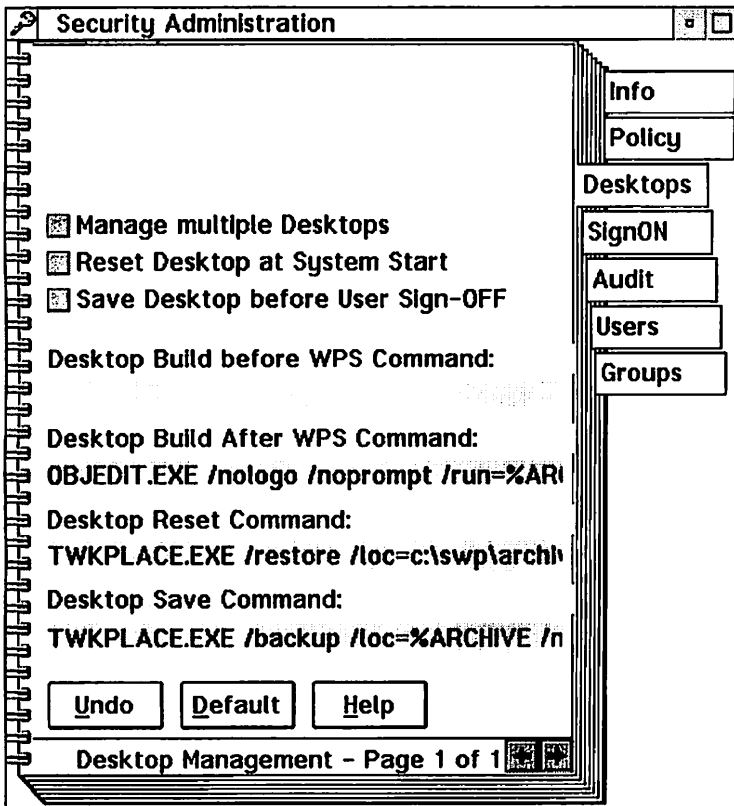 Security Administration
Info
Policy
Desktops
SignON
Audit
Users
Groups
Manage multiple Desktops
Reset Desktop at System Start
Save Desktop before User Sign-OFF
Desktop Build before WPS Command:
Desktop Build After WPS Command:
OBJEDIT.EXE /nologo /noprompt /run=%AR
Desktop Reset Command:
TWKPLACE.EXE /restore /loc=c:\swp\archiv
Desktop Save Command:
TWKPLACE.EXE /backup /loc=%ARCHIVE /n
Undo Default Help
Desktop Management - Page 1 of 1